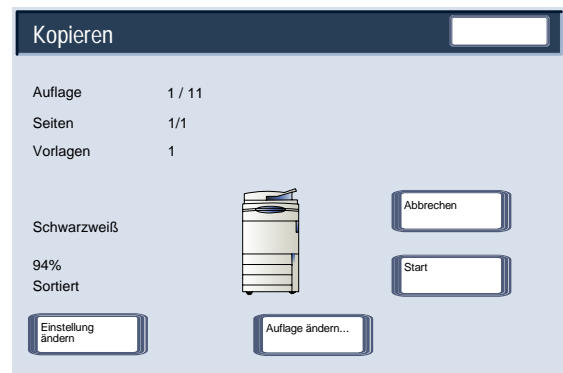 Kopieren
Auflage 1 / 11
Seiten 1/1
Vorlagen 1
Schwarzweiß
94%
Sortiert
Abbrechen
Start
Einstellung
ändern
Auflage ändern...